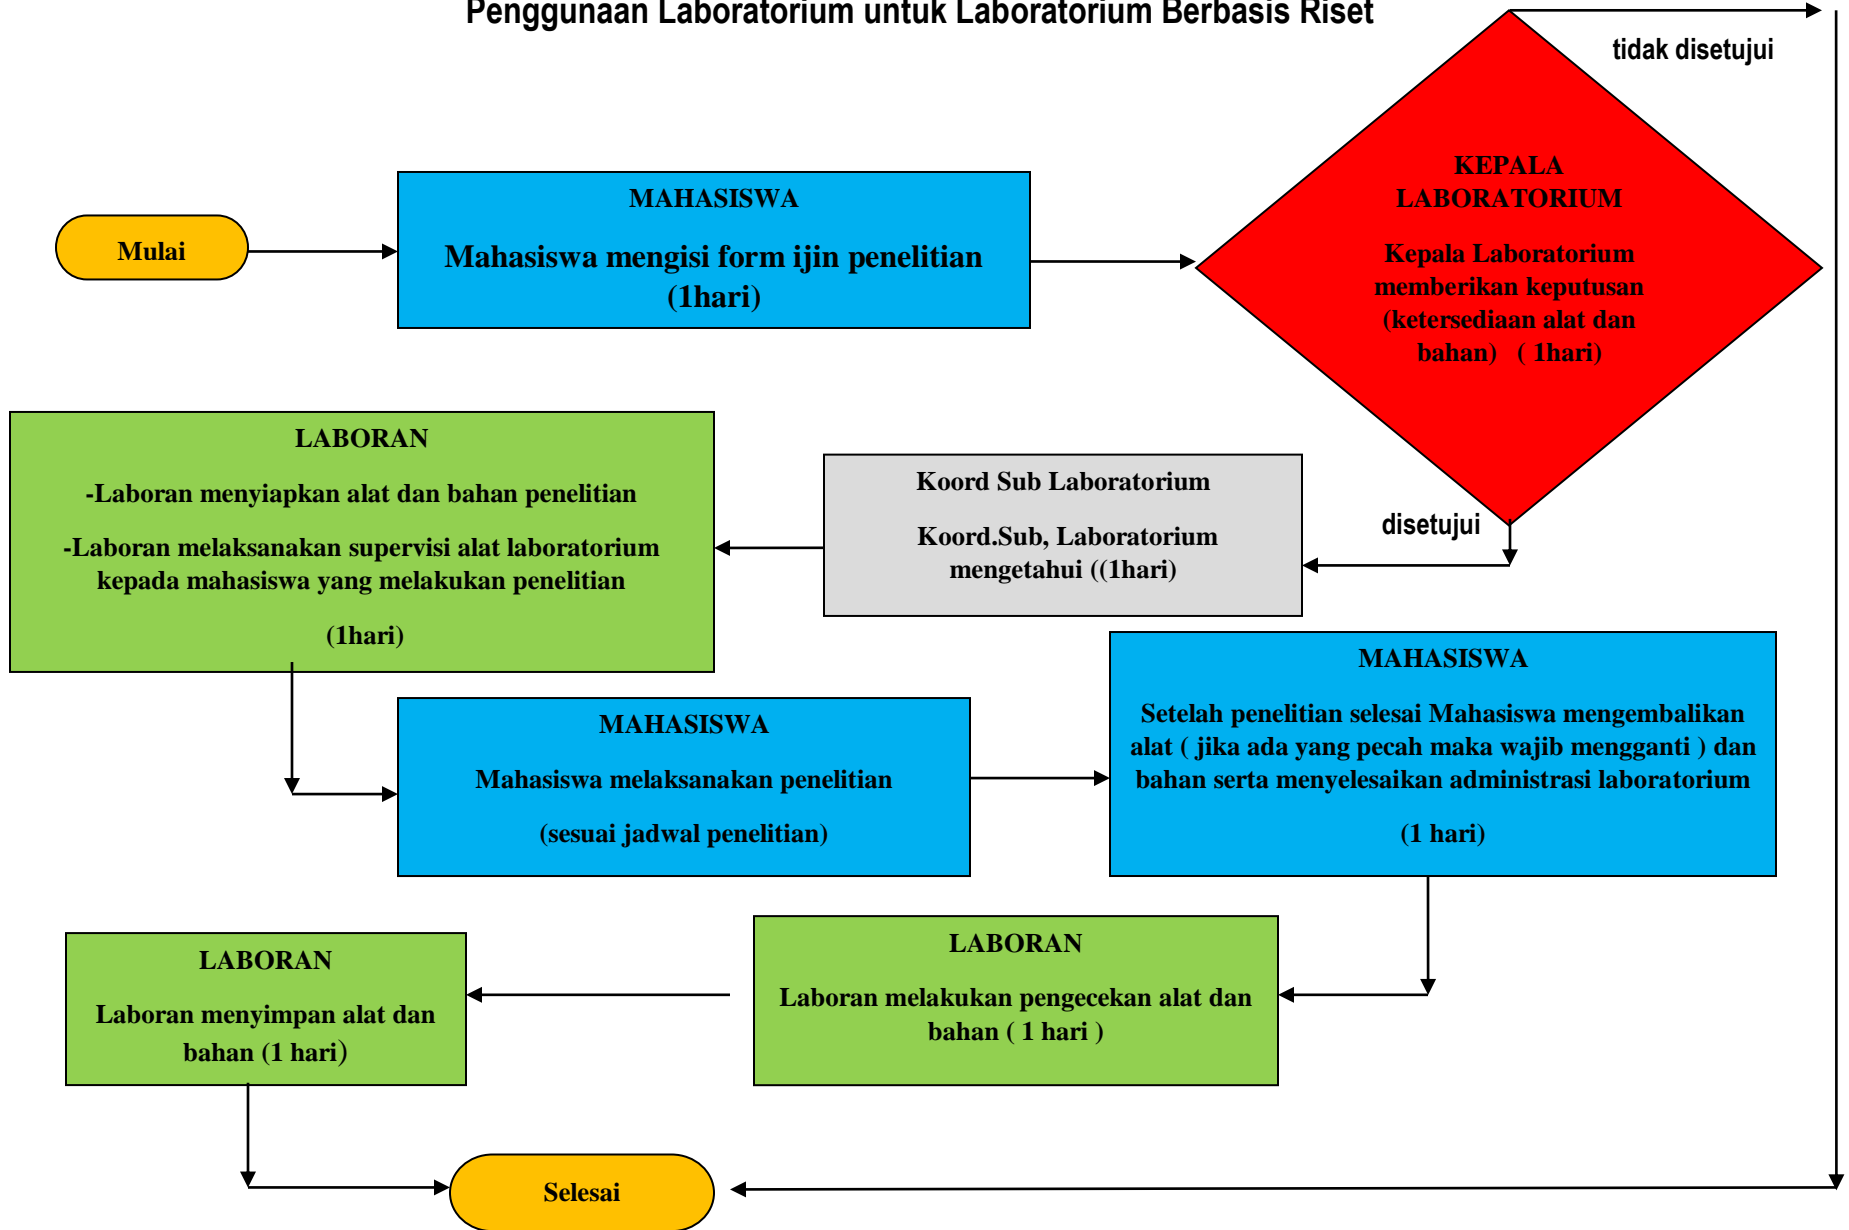 Penggunaan Laboratorium untuk Laboratorium Berbasis Riset
tidak disetujui
Mulai
MAHASISWA
Mahasiswa mengisi form ijin penelitian
(1hari)
KEPALA
LABORATORIUM
Kepala Laboratorium
memberikan keputusan
(ketersediaan alat dan
bahan) ( 1hari)
disetujui
Koord Sub Laboratorium
Koord.Sub, Laboratorium
mengetahui ((1hari)
LABORAN
-Laboran menyiapkan alat dan bahan penelitian
-Laboran melaksanakan supervisi alat laboratorium
kepada mahasiswa yang melakukan penelitian
(1hari)
MAHASISWA
Mahasiswa melaksanakan penelitian
(sesuai jadwal penelitian)
MAHASISWA
Setelah penelitian selesai Mahasiswa mengembalikan
alat ( jika ada yang pecah maka wajib mengganti ) dan
bahan serta menyelesaikan administrasi laboratorium
(1 hari)
LABORAN
Laboran melakukan pengecekan alat dan
bahan ( 1 hari )
LABORAN
Laboran menyimpan alat dan
bahan (1 hari)
Selesai